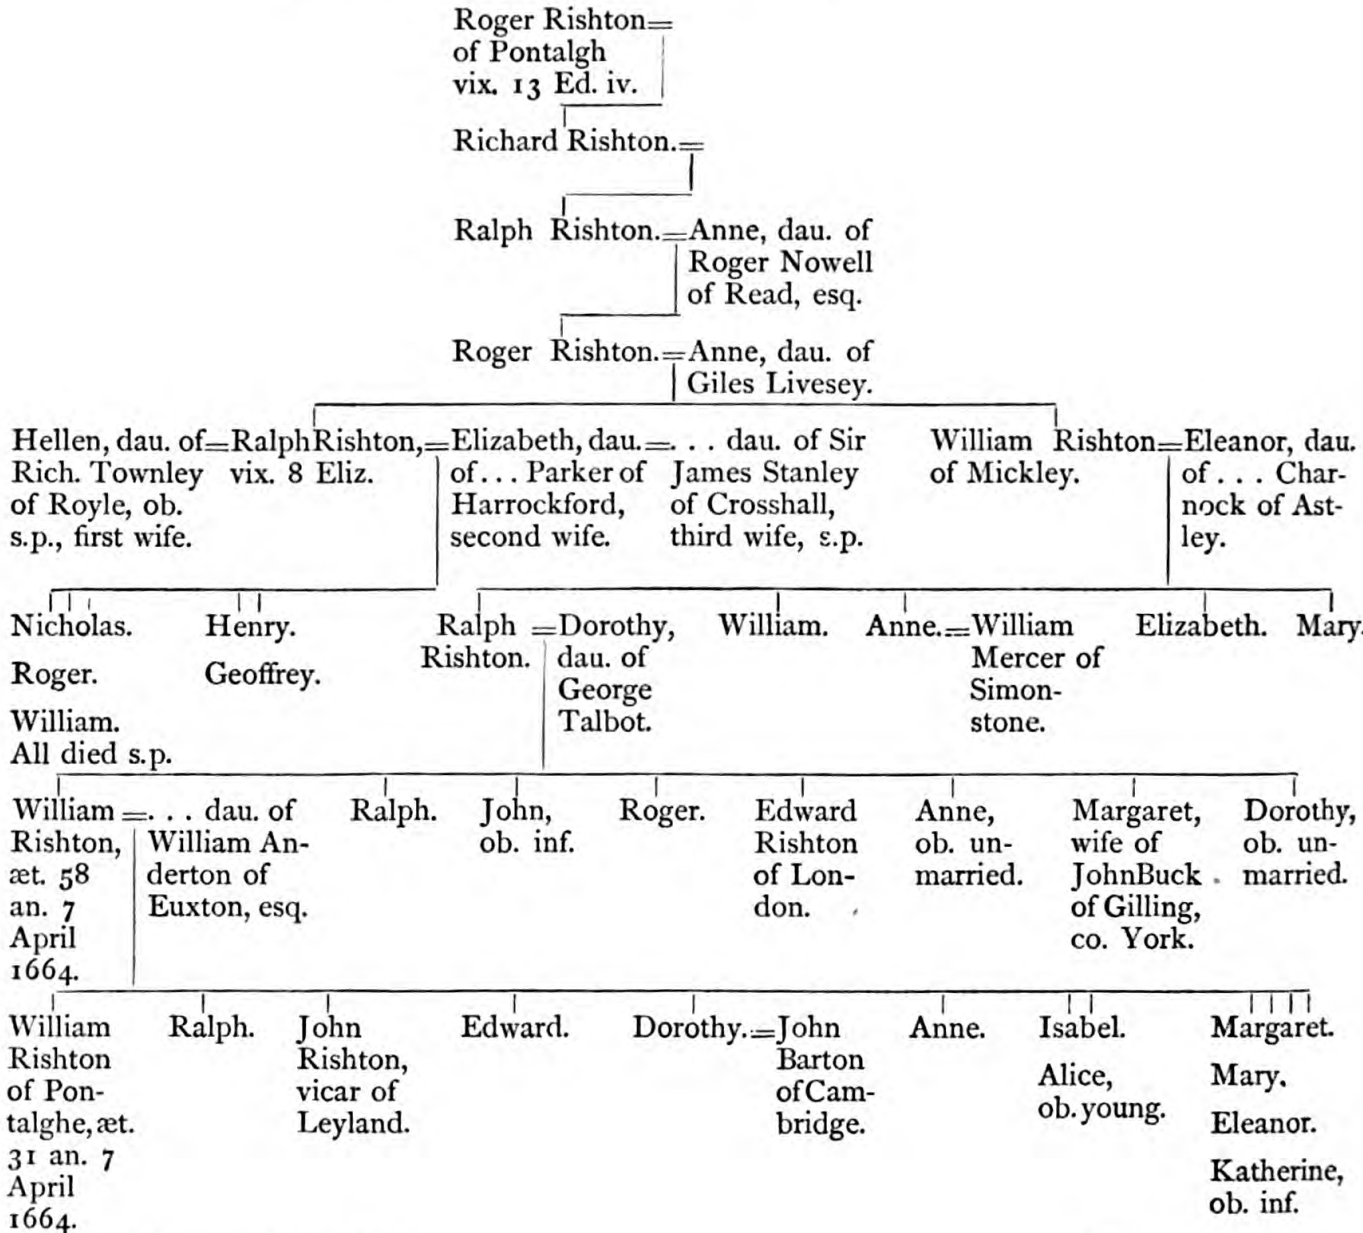 Roger Rishton=
of Pontalgh
vix. 13 Ed. iv.
Richard Rishton.=
Ralph Rishton.=Anne, dau. of
Roger Nowell
of Read, esq.
Roger Rishton.=Anne, dau. of
Giles Livesey.
Hellen, dau. of=Ralph Rishton,=Elizabeth, dau.=... dau. of Sir
Rich. Townley vix. 8 Eliz. of... Parker of James Stanley
of Royle, ob. Harrockford, of Crosshall,
s.p., first wife. second wife. third wife, s.p.
William Rishton=Eleanor, dau.
of Mickley. of ... Char-
nock of Ast-
ley.
Nicholas.
Roger.
William.
All died s.p.
Henry.
Geoffrey.
Ralph =Dorothy,
Rishton. dau. of
George
Talbot.
William.
Anne.=William
Mercer of
Simon-
stone.
Elizabeth.
Mary.
William =... dau. of
Rishton, William An-
æt. 58 derton of
an. 7 Euxton, esq.
April
1664.
Ralph.
John,
ob. inf.
Roger.
Edward
Rishton
of Lon-
don.
Anne,
ob. un-
married.
Margaret,
wife of
John Buck
of Gilling,
co. York.
Dorothy,
ob. un-
married.
William
Rishton
of Pon-
talghe, æt.
31 an. 7
April
1664.
Ralph.
John
Rishton,
vicar of
Leyland.
Edward.
Dorothy.=John
Barton
of Cam-
bridge.
Anne.
Isabel.
Alice,
ob. young.
Margaret.
Mary.
Eleanor.
Katherine,
ob. inf.